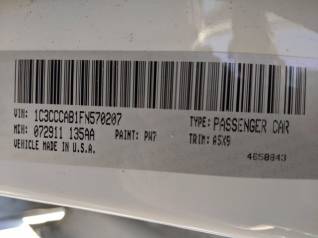 VIN: 1C3CCCAB1FN570207 TYPE: PASSENGER CAR
MDH: 072911 135AA PAINT: PW7 TRIM: A5X9
VEHICLE MADE IN U.S.A. 4658843